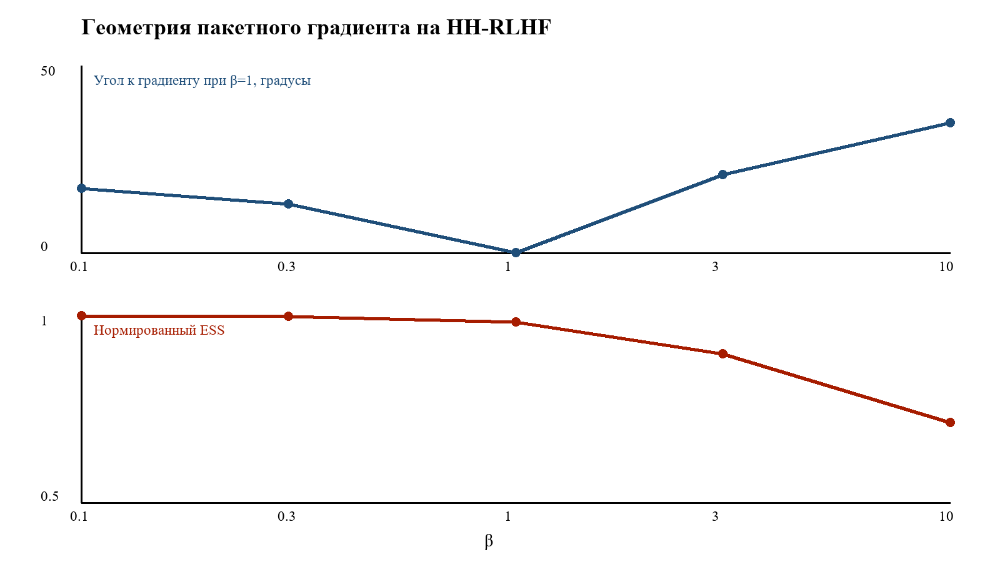 Геометрия пакетного градиента на HH-RLHF
50
Угол к градиенту при β=1, градусы
0
0.1 0.3 1 3 10
1
Нормированный ESS
0.5
0.1 0.3 1 3 10
β